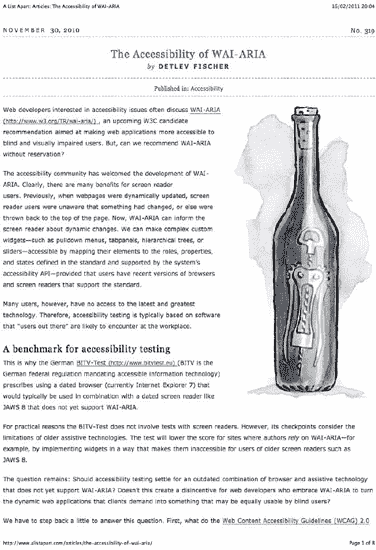 A List Apart: Articles: The Accessibility of WAI-ARIA
15/02/2011 20:04
NOVEMBER 30, 2010
No. 319
The Accessibility of WAI-ARIA
by DETLEV FISCHER
Published in: Accessibility
Web developers interested in accessibility issues often discuss WAI-ARIA
(http://www.w3.org/TR/wai-aria/) , an upcoming W3C candidate
recommendation aimed at making web applications more accessible to
blind and visually impaired users. But, can we recommend WAI-ARIA
without reservation?
The accessibility community has welcomed the development of WAI-
ARIA. Clearly, there are many benefits for screen reader
users. Previously, when webpages were dynamically updated, screen
reader users were unaware that something had changed, or else were
thrown back to the top of the page. Now, WAI-ARIA can inform the
screen reader about dynamic changes. We can make complex custom
widgets—such as pulldown menus, tabpanels, hierarchical trees, or
sliders—accessible by mapping their elements to the roles, properties,
and states defined in the standard and supported by the system's
accessibility API—provided that users have recent versions of browsers
and screen readers that support the standard.
Many users, however, have no access to the latest and greatest
technology. Therefore, accessibility testing is typically based on software
that "users out there" are likely to encounter at the workplace.
A benchmark for accessibility testing
This is why the German BITV-Test (http://www.bitvtest.eu) (BITV is the
German federal regulation mandating accessible information technology)
prescribes using a dated browser (currently Internet Explorer 7) that
would typically be used in combination with a dated screen reader like
JAWS 8 that does not yet support WAI-ARIA.
For practical reasons the BITV-Test does not involve tests with screen readers. However, its checkpoints consider the
limitations of older assistive technologies. The test will lower the score for sites where authors rely on WAI-ARIA—for
example, by implementing widgets in a way that makes them inaccessible for users of older screen readers such as
JAWS 8.
The question remains: Should accessibility testing settle for an outdated combination of browser and assistive technology
that does not yet support WAI-ARIA? Doesn't this create a disincentive for web developers who embrace WAI-ARIA to turn
the dynamic web applications that clients demand into something that may be equally usable by blind users?
We have to step back a little to answer this question. First, what do the Web Content Accessibility Guidelines (WCAG) 2.0
http://www.alistapart.com/articles/the-accessibility-of-wai-aria/
Page 1 of 8